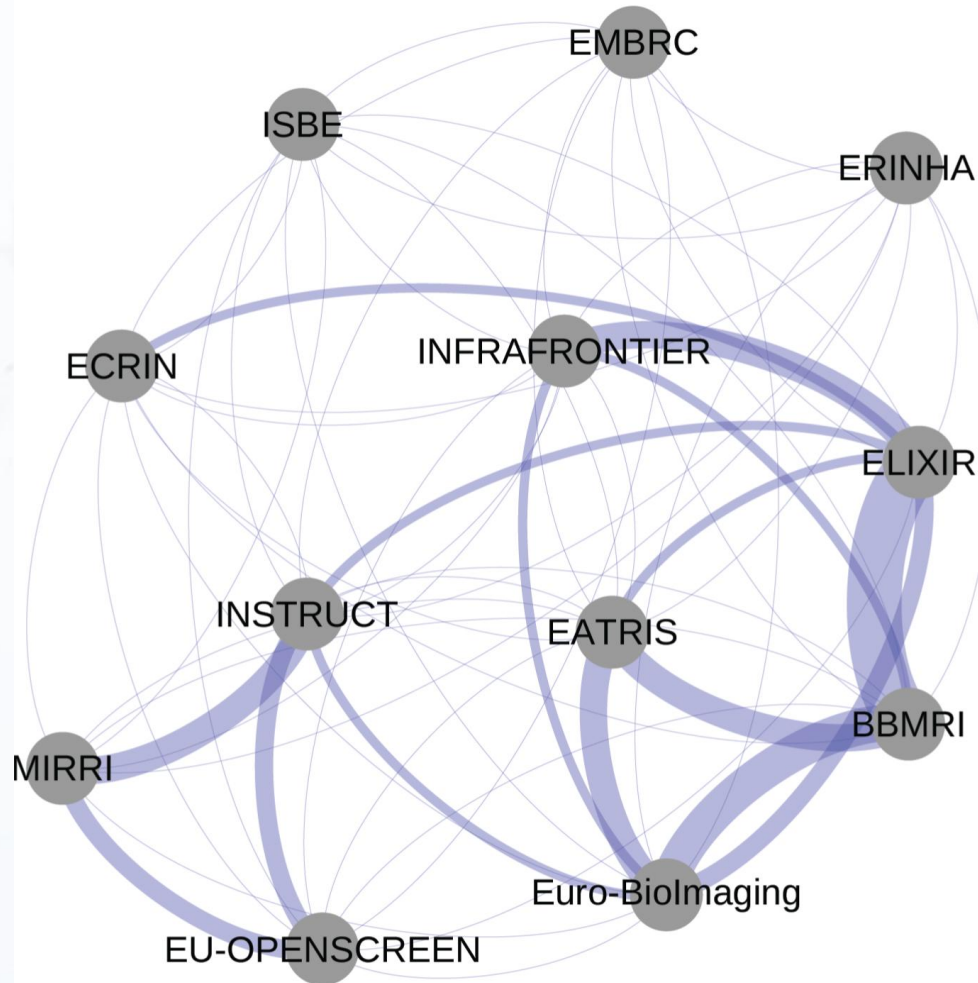 EMBRC
ISBE
ERINHA
INFRAFRONTIER
ECRIN
ELIXIR
INSTRUCT
EATRIS
BBMRI
MIRRI
Euro-BioImaging
EU-OPENSCREEN